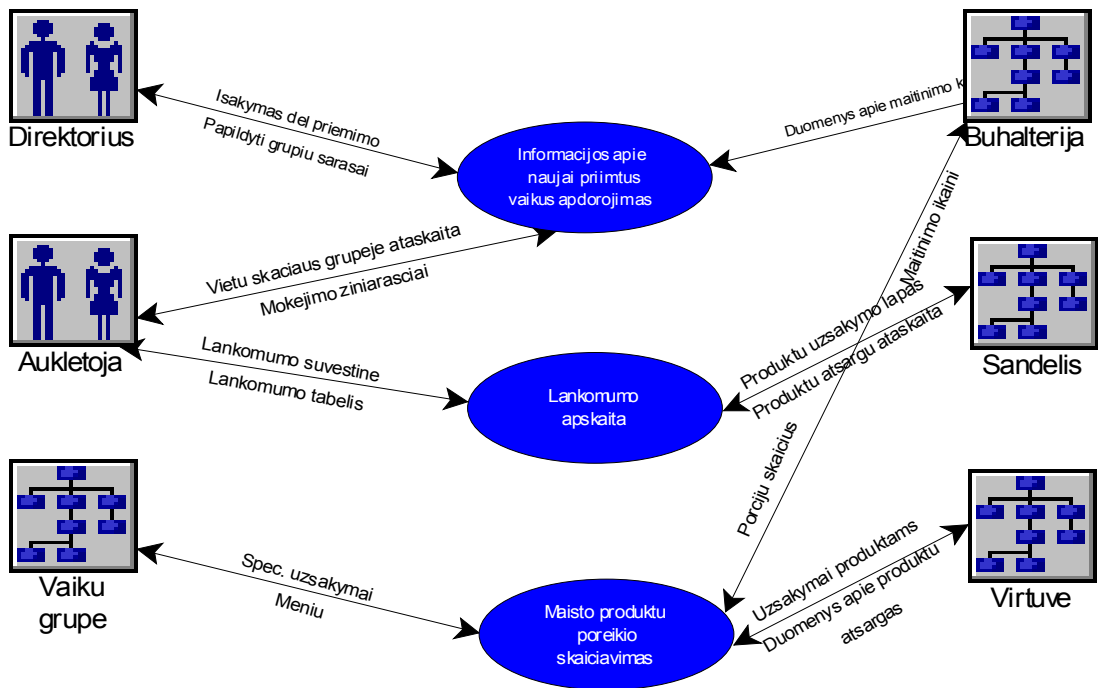 Direktorius
Isakymas del priemimo
Papildyti grupiu sarasai
Informacijos apie
naujai priimtus
vaikus apdorojimas
Duomenys apie maitinimo k
Buhalterija
Aukletoja
Vietu skaciaus grupeje ataskaita
Mokejimo ziniarasciai
Lankomumo suvestine
Lankomumo tabelis
Lankomumo
apskaita
Maitinimo ikaini
Porciju skaicius
Produktu uzsakymo lapas
Produktu atsargu ataskaita
Sandelis
Vaiku
grupe
Spec. uzsakymai
Meniu
Maisto produktu
poreikio
skaiciavimas
Uzsakymai produktams
Duomenys apie produktu
atsargas
Virtuve